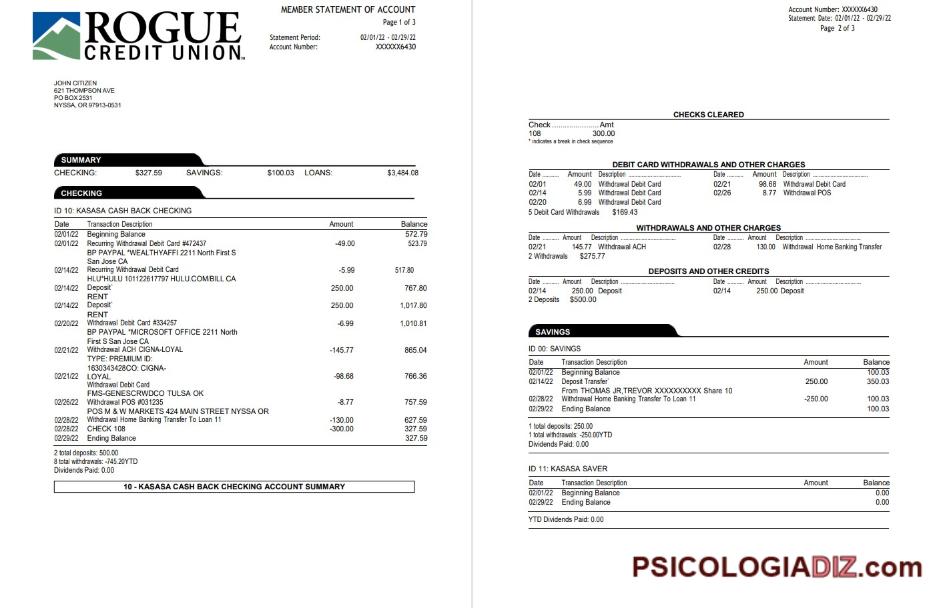 ROGUE
CREDIT UNION™
MEMBER STATEMENT OF ACCOUNT
Page 1 of 3
Statement Period: 02/01/22 - 02/29/22
Account Number: XXXXXX6430
JOHN CITIZEN
621 THOMPSON AVE
PO BOX 2531
NYSSA, OR 97913-0531
SUMMARY
CHECKING: $327.59 SAVINGS: $100.03 LOANS: $3,484.08
CHECKING
ID 10: KASASA CASH BACK CHECKING
Date Transaction Description Amount Balance
02/01/22 Beginning Balance 572.79
02/01/22 Recurring Withdrawal Debit Card #472437 -49.00 523.79
BP PAYPAL *WEALTHYAFFI 2211 North First S
San Jose CA
02/14/22 Recurring Withdrawal Debit Card -5.99 517.80
HLU*HULU 101122617797 HULU.COM/BILL CA
02/14/22 Deposit` 250.00 767.80
RENT
02/14/22 Deposit` 250.00 1,017.80
RENT
02/20/22 Withdrawal Debit Card #334257 -6.99 1,010.81
BP PAYPAL *MICROSOFT OFFICE 2211 North
First S San Jose CA
02/21/22 Withdrawal ACH CIGNA-LOYAL -145.77 865.04
TYPE: PREMIUM ID:
1630343428CO: CIGNA-
LOYAL
02/21/22 Withdrawal Debit Card -98.68 766.36
FMS-GENESCRWDCO TULSA OK
02/26/22 Withdrawal POS #031235 -8.77 757.59
POS M & W MARKETS 424 MAIN STREET NYSSA OR
02/28/22 Withdrawal Home Banking Transfer To Loan 11 -130.00 627.59
02/28/22 CHECK 108 -300.00 327.59
02/29/22 Ending Balance 327.59
2 total deposits: 500.00
8 total withdrawals: -745.20YTD
Dividends Paid: 0.00
10 - KASASA CASH BACK CHECKING ACCOUNT SUMMARY
Account Number: XXXXXX6430
Statement Date: 02/01/22 - 02/29/22
Page 2 of 3
CHECKS CLEARED
Check ...................... Amt
108 300.00
* indicates a break in check sequence
DEBIT CARD WITHDRAWALS AND OTHER CHARGES
Date .......... Amount Description .................................. Date .......... Amount Description ..................................
02/01 49.00 Withdrawal Debit Card 02/21 98.68 Withdrawal Debit Card
02/14 5.99 Withdrawal Debit Card 02/26 8.77 Withdrawal POS
02/20 6.99 Withdrawal Debit Card
5 Debit Card Withdrawals $169.43
WITHDRAWALS AND OTHER CHARGES
Date .......... Amount Description .................................. Date .......... Amount Description ..................................
02/21 145.77 Withdrawal ACH 02/28 130.00 Withdrawal Home Banking Transfer
2 Withdrawals $275.77
DEPOSITS AND OTHER CREDITS
Date .......... Amount Description .................................. Date .......... Amount Description ..................................
02/14 250.00 Deposit 02/14 250.00 Deposit
2 Deposits $500.00
SAVINGS
ID 00: SAVINGS
Date Transaction Description Amount Balance
02/01/22 Beginning Balance 100.03
02/14/22 Deposit Transfer` 250.00 350.03
From THOMAS JR,TREVOR XXXXXXXXXX Share 10
02/28/22 Withdrawal Home Banking Transfer To Loan 11 -250.00 100.03
02/29/22 Ending Balance 100.03
1 total deposits: 250.00
1 total withdrawals: -250.00YTD
Dividends Paid: 0.00
ID 11: KASASA SAVER
Date Transaction Description Amount Balance
02/01/22 Beginning Balance 0.00
02/29/22 Ending Balance 0.00
YTD Dividends Paid: 0.00
PSICOLOGIADIZ.com